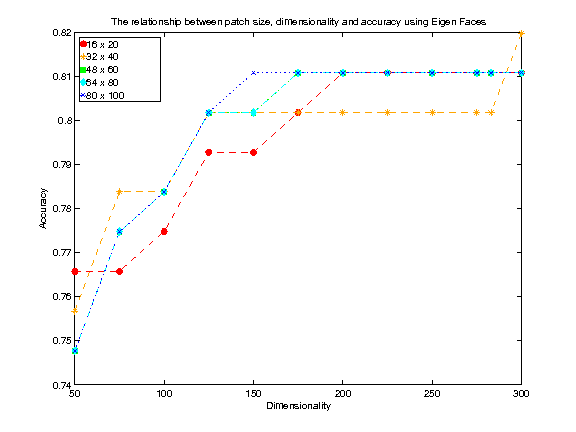 The relationship between patch size, dimensionality and accuracy using Eigen Faces
0.82
0.81
0.8
0.79
0.78
0.77
0.76
0.75
0.74
16 x 20
32 x 40
48 x 60
64 x 80
80 x 100
Accuracy
50
100
150
200
250
300
Dimensionality